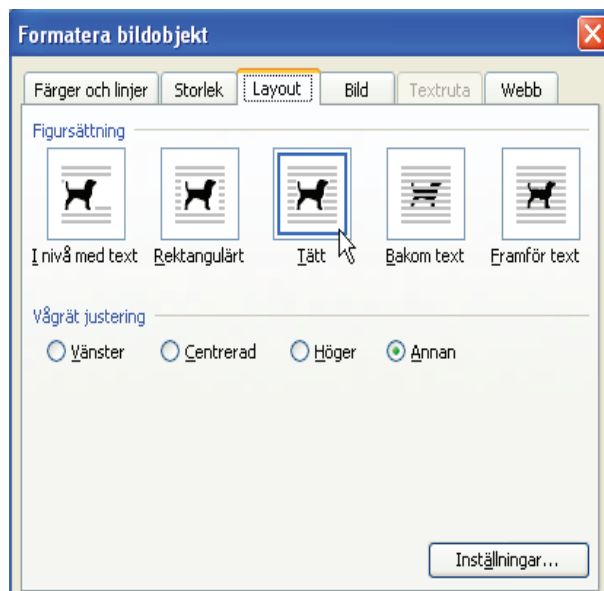 Formatera bildobjekt
Färger och linjer Storlek Layout Bild Textruta Webb
Figursättning
I nivå med text Rektangulärt Tätt Bakom text Framför text
Vågrät justering
Vänster Centrerad Höger Annan
Inställningar...